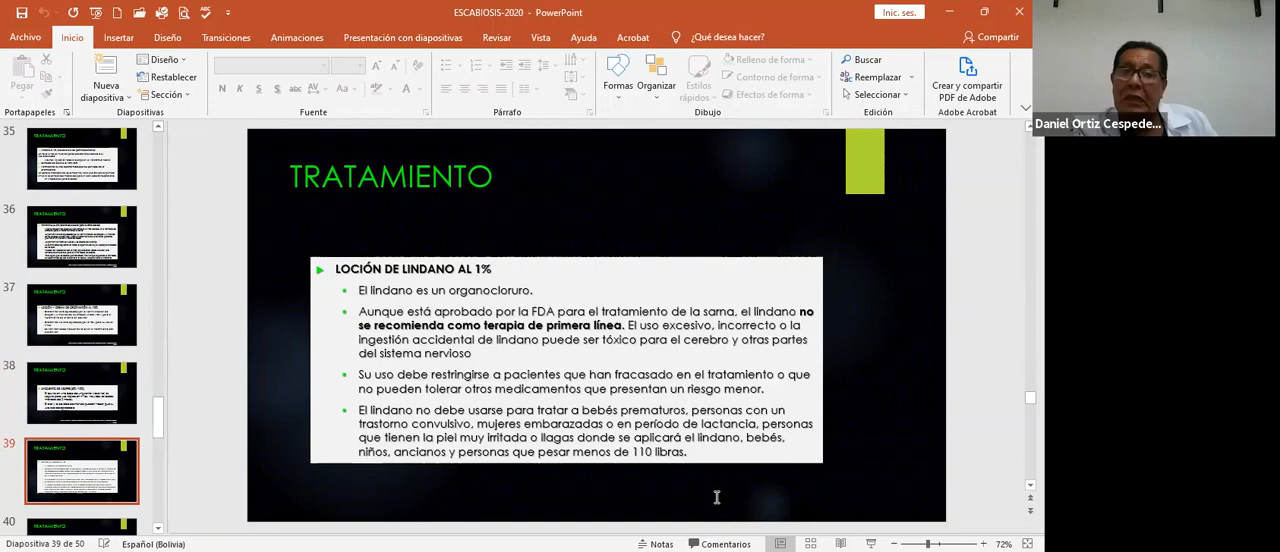 ESCABIOSIS-2020 - PowerPoint
Inic. ses.
Archivo Inicio Insertar Diseño Transiciones Animaciones Presentación con diapositivas Revisar Vista Ayuda Acrobat ¿Qué desea hacer? Compartir
Pegar
Nueva diapositiva
Diseño
Restablecer
Sección
N K S abc AV Aa A
Formas Organizar Estilos rápidos
Relleno de forma
Contorno de forma
Efectos de forma
Buscar
Reemplazar
Seleccionar
Crear y compartir PDF de Adobe
Portapapeles Diapositivas Fuente Párrafo Dibujo Edición Adobe Acrobat
Daniel Ortiz Cespede...
35
TRATAMIENTO
36
TRATAMIENTO
37
TRATAMIENTO
38
TRATAMIENTO
39
TRATAMIENTO
40
TRATAMIENTO
TRATAMIENTO
LOCIÓN DE LINDANO AL 1%
El lindano es un organocloruro.
Aunque está aprobado por la FDA para el tratamiento de la sarna, el lindano no
se recomienda como terapia de primera línea. El uso excesivo, incorrecto o la
ingestión accidental de lindano puede ser tóxico para el cerebro y otras partes
del sistema nervioso
Su uso debe restringirse a pacientes que han fracasado en el tratamiento o que
no pueden tolerar otros medicamentos que presentan un riesgo menor.
El lindano no debe usarse para tratar a bebés prematuros, personas con un
trastorno convulsivo, mujeres embarazadas o en período de lactancia, personas
que tienen la piel muy irritada o llagas donde se aplicará el lindano, bebés,
niños, ancianos y personas que pesar menos de 110 libras.
Diapositiva 39 de 50 Español (Bolivia) Notas Comentarios 72%